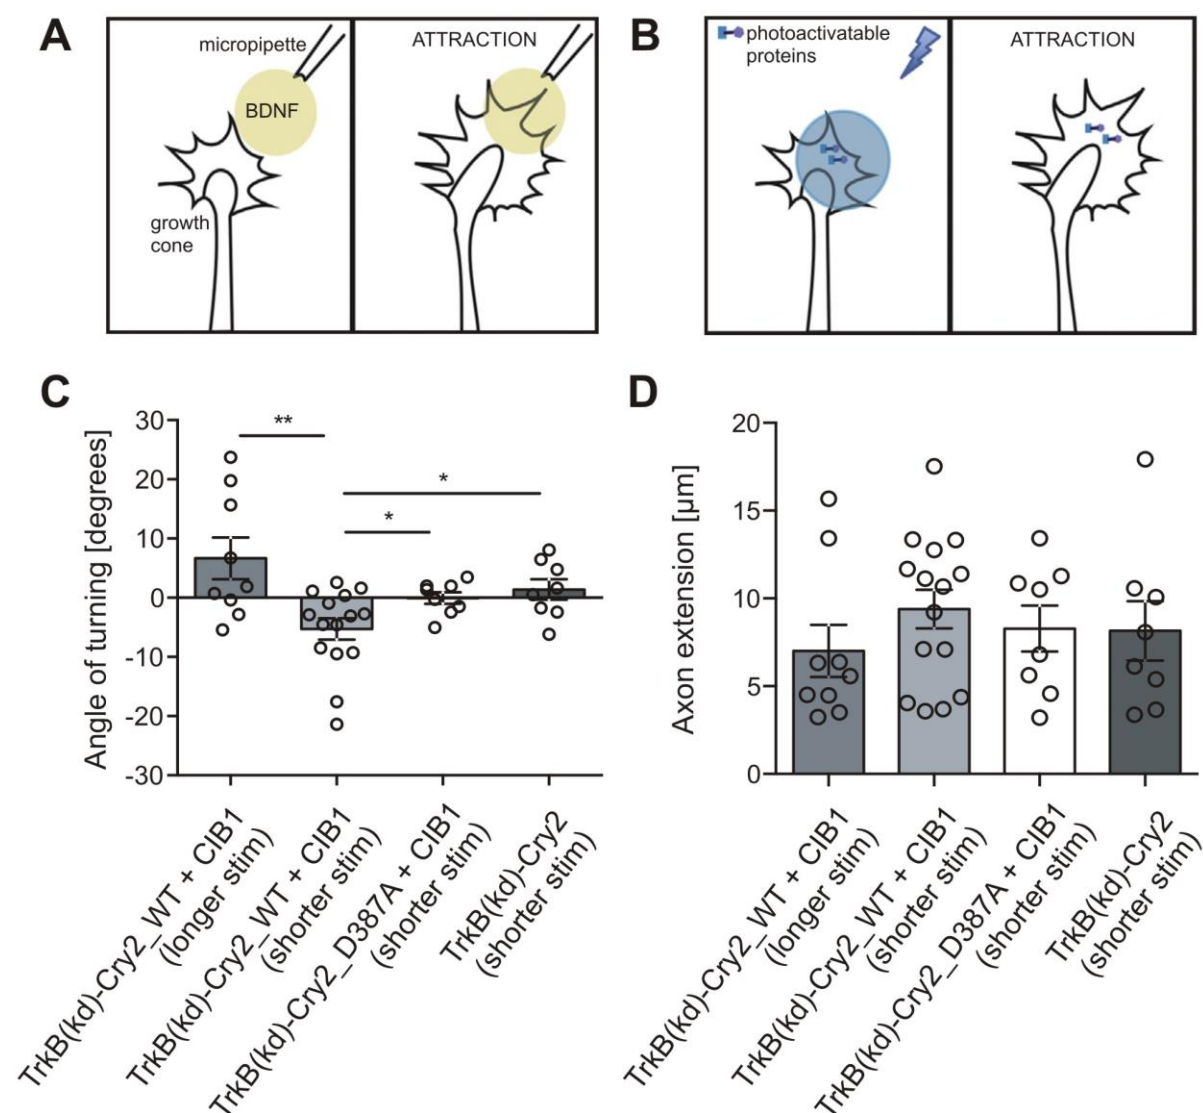 A
micropipette
BDNF
growth
cone
ATTRACTION
B
photoactivatable
proteins
ATTRACTION
C
Angle of turning [degrees]
30
20
10
0
-10
-20
-30
**
*
*
TrkB(kd)-Cry2_WT + CIB1
(longer stim)
TrkB(kd)-Cry2_WT + CIB1
(shorter stim)
TrkB(kd)-Cry2_D387A + CIB1
(shorter stim)
TrkB(kd)-Cry2
(shorter stim)
D
Axon extension [µm]
20
15
10
5
0
TrkB(kd)-Cry2_WT + CIB1
(longer stim)
TrkB(kd)-Cry2_WT + CIB1
(shorter stim)
TrkB(kd)-Cry2_D387A + CIB1
(shorter stim)
TrkB(kd)-Cry2
(shorter stim)